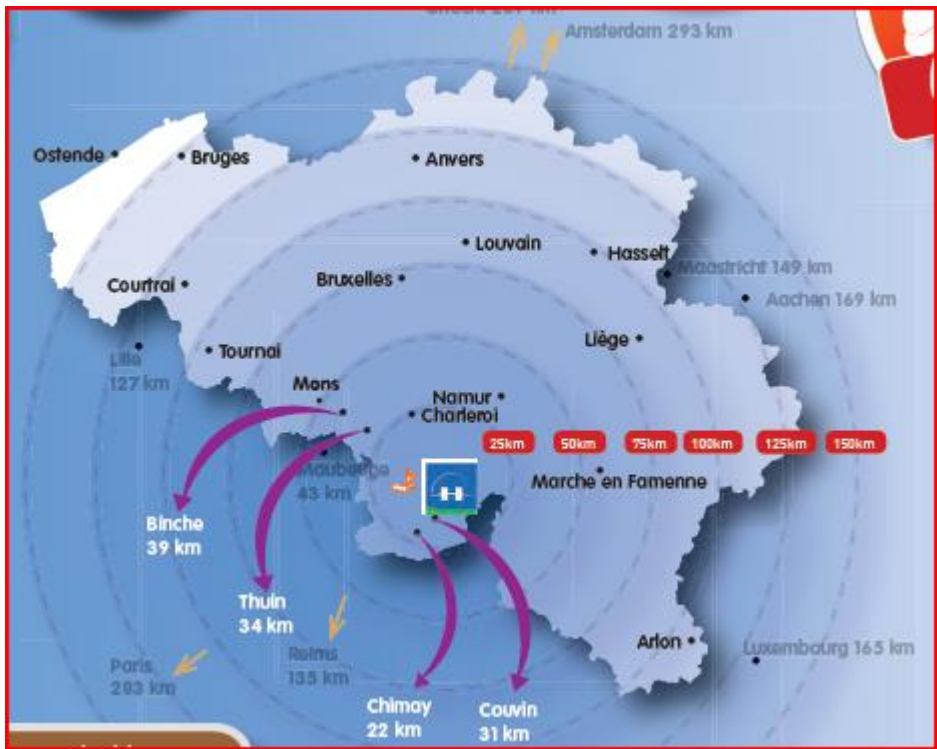 Amsterdam 293 km
Ostende
Bruges
Anvers
Louvain
Hasselt
Bruxelles
Maastricht 149 km
Courtrai
Aachen 169 km
Liège
Tournai
Lille
127 km
Mons
Namur
Charleroi
25km
50km
75km
100km
125km
150km
Maubeuge
43 km
Marche en Famenne
Binche
39 km
Thuin
34 km
Arlon
Luxembourg 165 km
Reims
135 km
Paris
283 km
Chimay
22 km
Couvin
31 km